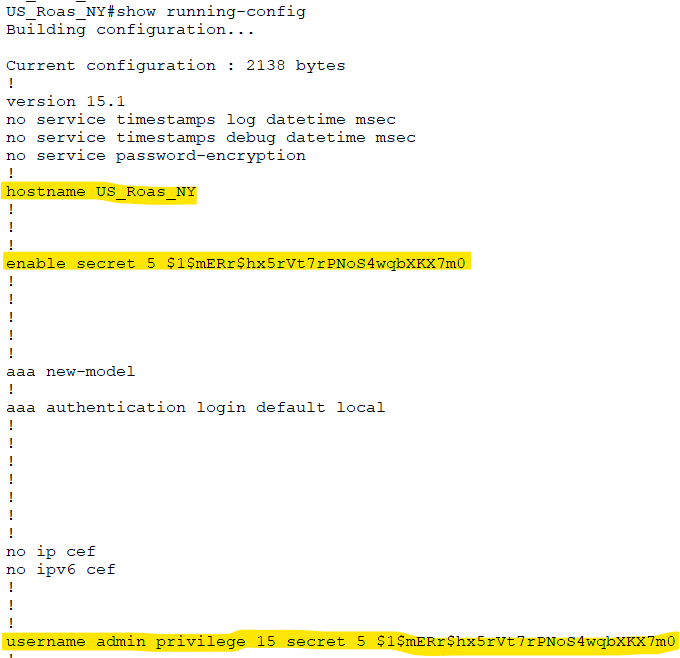 US_Roas_NY#show running-config
Building configuration...
Current configuration : 2138 bytes
!
version 15.1
no service timestamps log datetime msec
no service timestamps debug datetime msec
no service password-encryption
!
hostname US_Roas_NY
!
!
!
enable secret 5 $1$mERr$hx5rVt7rPNoS4wqbXKX7m0
!
!
!
!
!
aaa new-model
!
aaa authentication login default local
!
!
!
!
!
!
!
no ip cef
no ipv6 cef
!
!
!
username admin privilege 15 secret 5 $1$mERr$hx5rVt7rPNoS4wqbXKX7m0
!